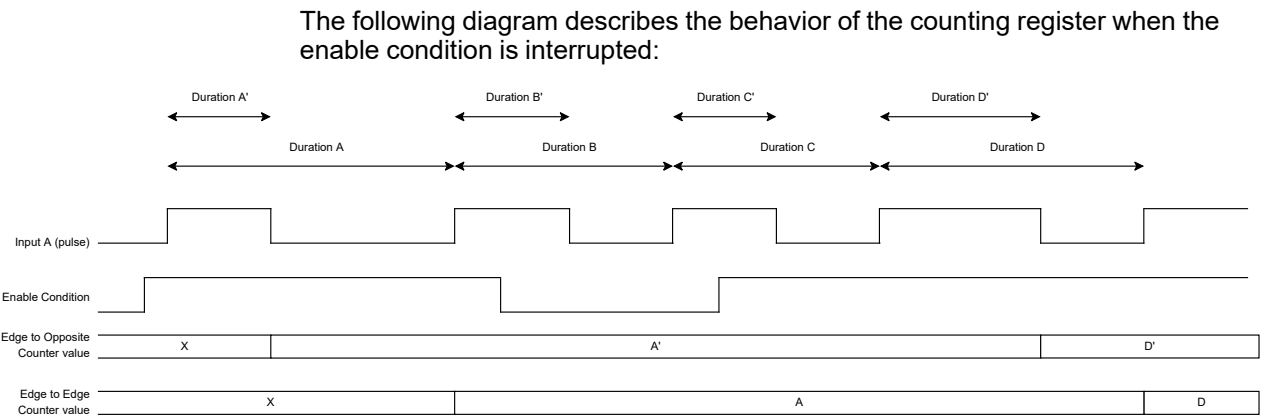 The following diagram describes the behavior of the counting register when the
enable condition is interrupted:
Duration A'
Duration B'
Duration C'
Duration D'
Duration A
Duration B
Duration C
Duration D
Input A (pulse)
Enable Condition
Edge to Opposite
Counter value
X
A'
D'
Edge to Edge
Counter value
X
A
D